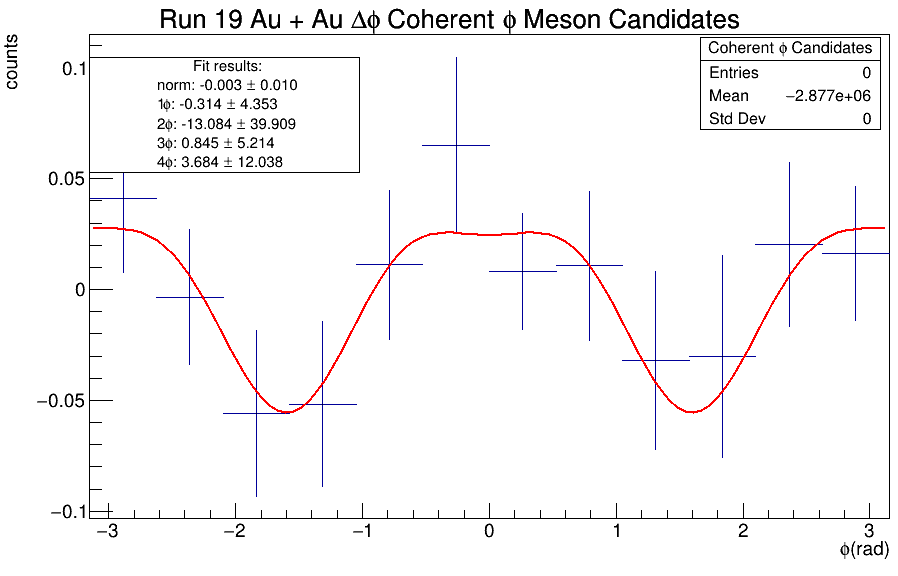 Run 19 Au + Au Δϕ Coherent ϕ Meson Candidates
counts
Fit results:
norm: -0.003 ± 0.010
1ϕ: -0.314 ± 4.353
2ϕ: -13.084 ± 39.909
3ϕ: 0.845 ± 5.214
4ϕ: 3.684 ± 12.038
Coherent ϕ Candidates
Entries 0
Mean −2.877e+06
Std Dev 0
0.1
0.05
0
−0.05
−0.1
−3 −2 −1 0 1 2 3
ϕ(rad)